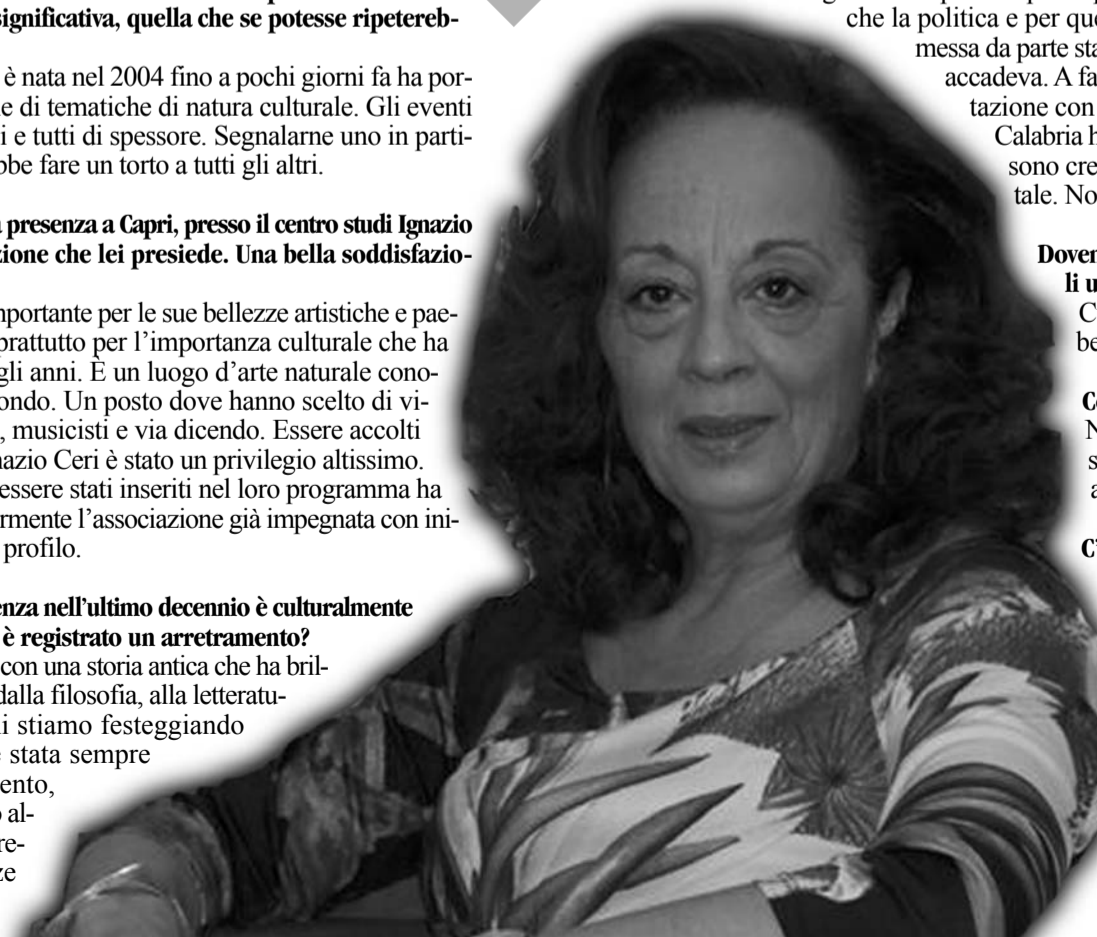 significativa, quella che se potesse ripetereb-
è nata nel 2004 fino a pochi giorni fa ha por-
e di tematiche di natura culturale. Gli eventi
i e tutti di spessore. Segnalarne uno in parti-
bbe fare un torto a tutti gli altri.
presenza a Capri, presso il centro studi Ignazio
zione che lei presiede. Una bella soddisfazio-
mportante per le sue bellezze artistiche e pae-
prattutto per l’importanza culturale che ha
gli anni. È un luogo d’arte naturale cono-
ondo. Un posto dove hanno scelto di vi-
, musicisti e via dicendo. Essere accolti
nazio Ceri è stato un privilegio altissimo.
essere stati inseriti nel loro programma ha
rmente l’associazione già impegnata con ini-
profilo.
enza nell’ultimo decennio è culturalmente
è registrato un arretramento?
con una storia antica che ha bril-
dalla filosofia, alla letteratu-
i stiamo festeggiando
è stata sempre
ento,
o al-
re-
ze
che la politica e per que
messa da parte sta
accadeva. A fa
tazione con
Calabria h
sono cre
tale. No
Dover
li u
C
be
Co
N
s
a
C’